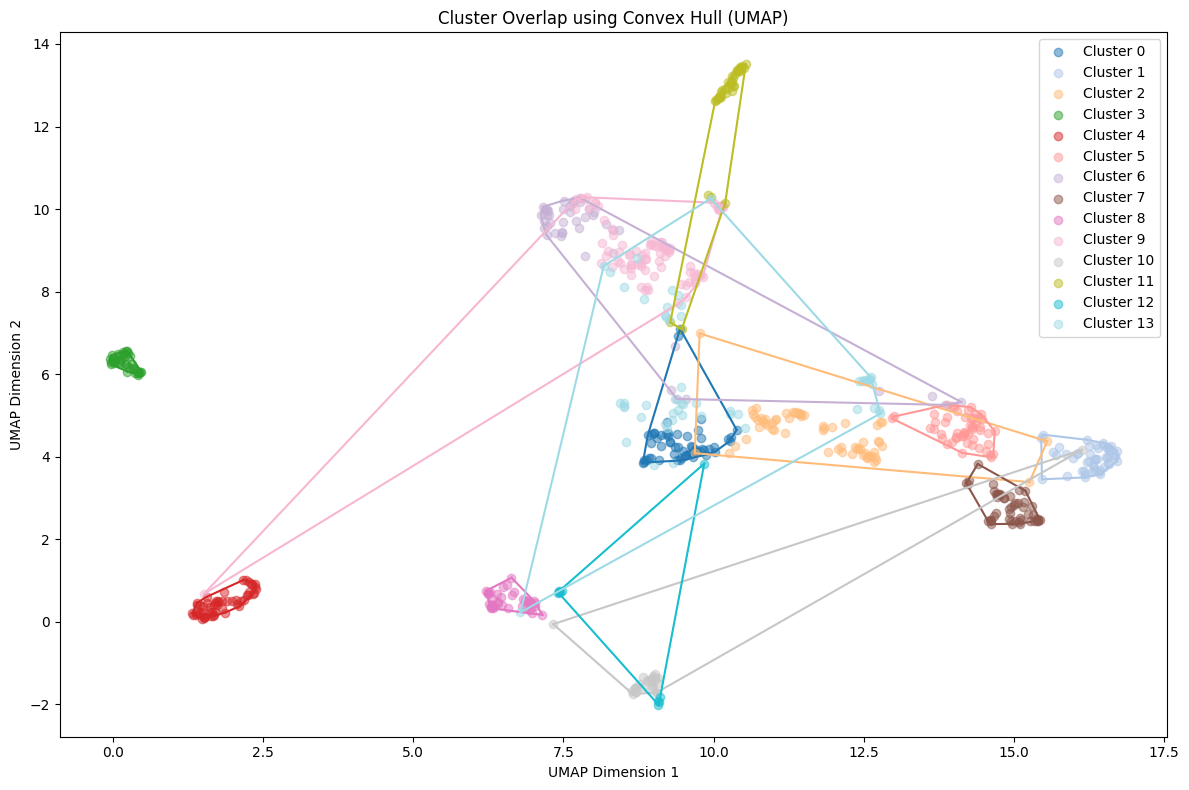 Cluster Overlap using Convex Hull (UMAP)
14
12
10
8
6
4
2
0
−2
UMAP Dimension 2
Cluster 0
Cluster 1
Cluster 2
Cluster 3
Cluster 4
Cluster 5
Cluster 6
Cluster 7
Cluster 8
Cluster 9
Cluster 10
Cluster 11
Cluster 12
Cluster 13
0.0 2.5 5.0 7.5 10.0 12.5 15.0 17.5
UMAP Dimension 1